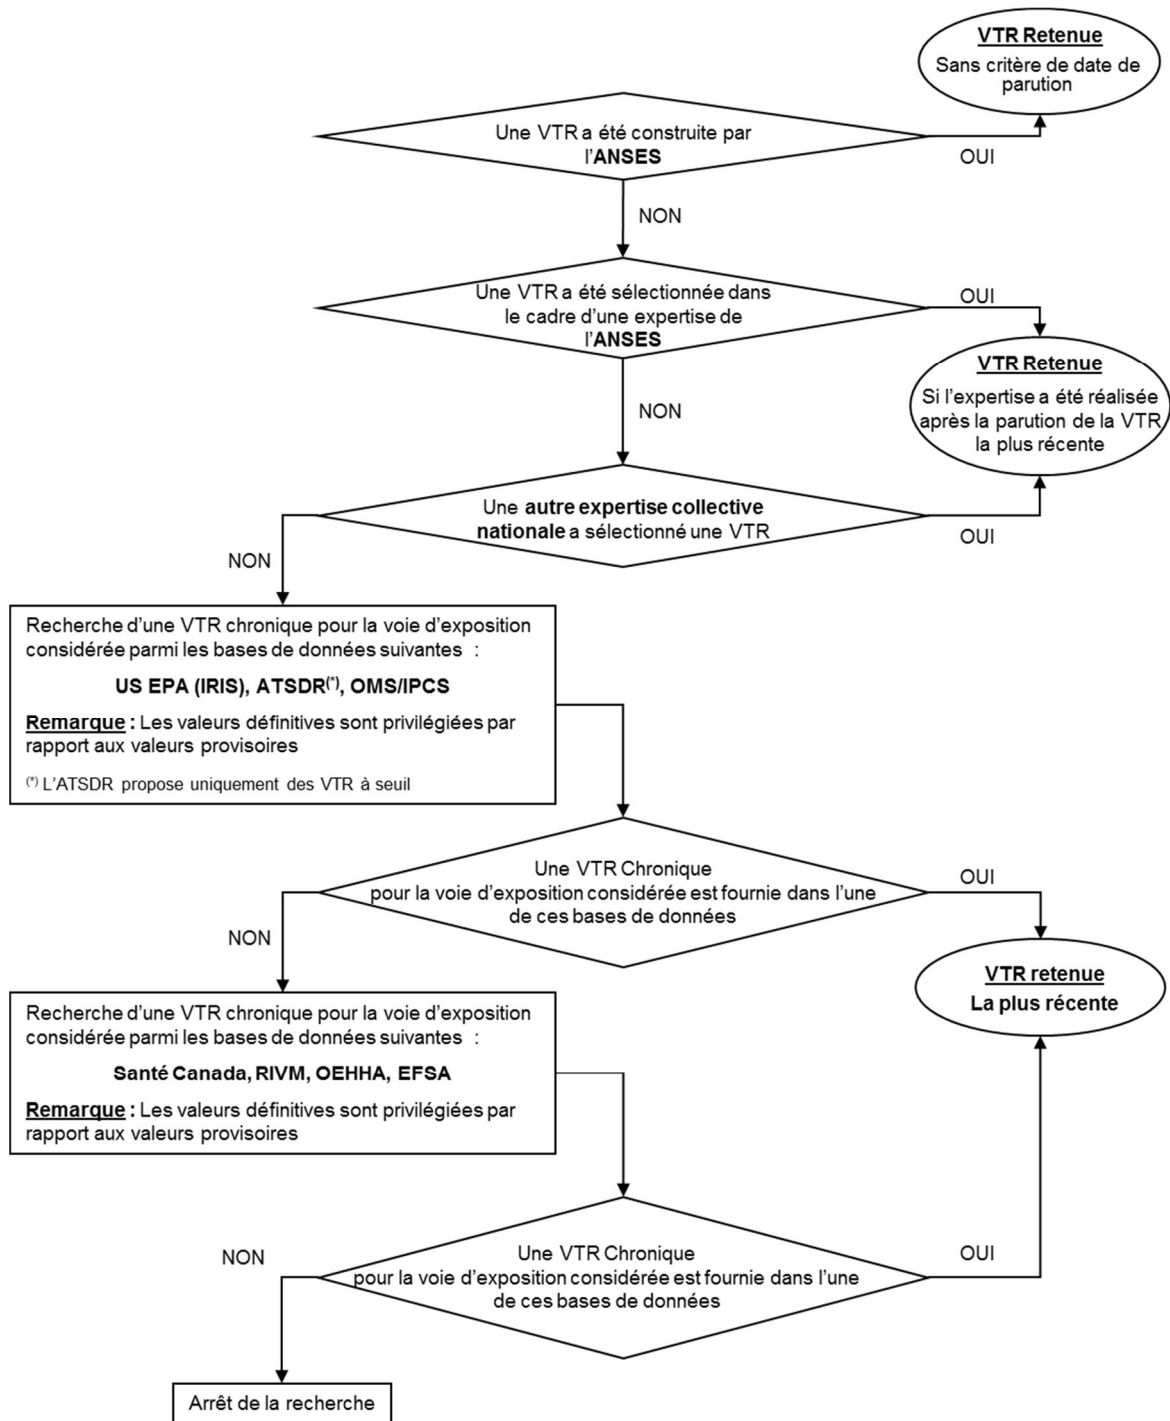 VTR Retenue
Sans critère de date de
parution
Une VTR a été construite par
l'ANSES
OUI
NON
Une VTR a été sélectionnée dans
le cadre d'une expertise de
l'ANSES
OUI
VTR Retenue
Si l'expertise a été réalisée
après la parution de la VTR
la plus récente
NON
Une autre expertise collective
nationale a sélectionné une VTR
OUI
NON
Recherche d'une VTR chronique pour la voie d'exposition
considérée parmi les bases de données suivantes :
US EPA (IRIS), ATSDR(*), OMS/IPCS
Remarque : Les valeurs définitives sont privilégiées par
rapport aux valeurs provisoires
(*) L'ATSDR propose uniquement des VTR à seuil
Une VTR Chronique
pour la voie d'exposition considérée est fournie dans l'une
de ces bases de données
OUI
NON
VTR retenue
La plus récente
Recherche d'une VTR chronique pour la voie d'exposition
considérée parmi les bases de données suivantes :
Santé Canada, RIVM, OEHHA, EFSA
Remarque : Les valeurs définitives sont privilégiées par
rapport aux valeurs provisoires
Une VTR Chronique
pour la voie d'exposition considérée est fournie dans l'une
de ces bases de données
NON
OUI
Arrêt de la recherche